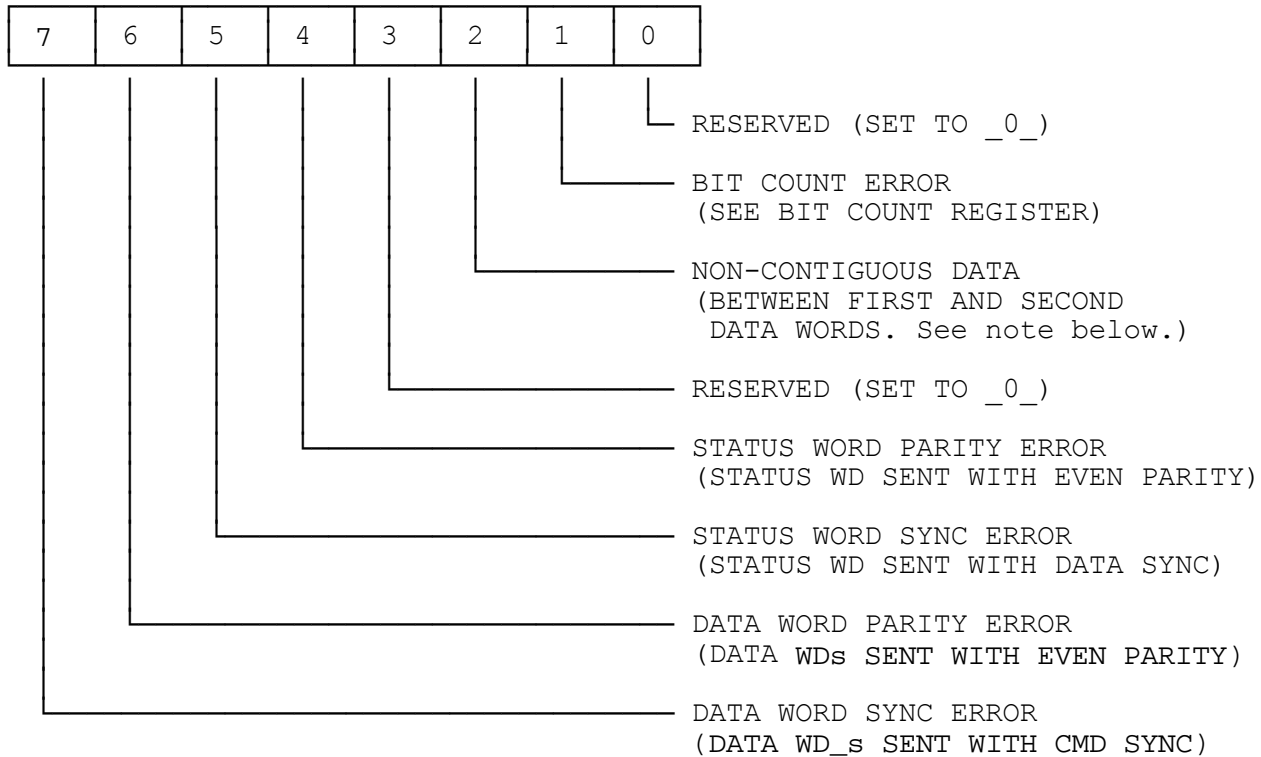 7 6 5 4 3 2 1 0
RESERVED (SET TO _0_)
BIT COUNT ERROR
(SEE BIT COUNT REGISTER)
NON-CONTIGUOUS DATA
(BETWEEN FIRST AND SECOND
DATA WORDS. See note below.)
RESERVED (SET TO _0_)
STATUS WORD PARITY ERROR
(STATUS WD SENT WITH EVEN PARITY)
STATUS WORD SYNC ERROR
(STATUS WD SENT WITH DATA SYNC)
DATA WORD PARITY ERROR
(DATA WDs SENT WITH EVEN PARITY)
DATA WORD SYNC ERROR
(DATA WD_s SENT WITH CMD SYNC)